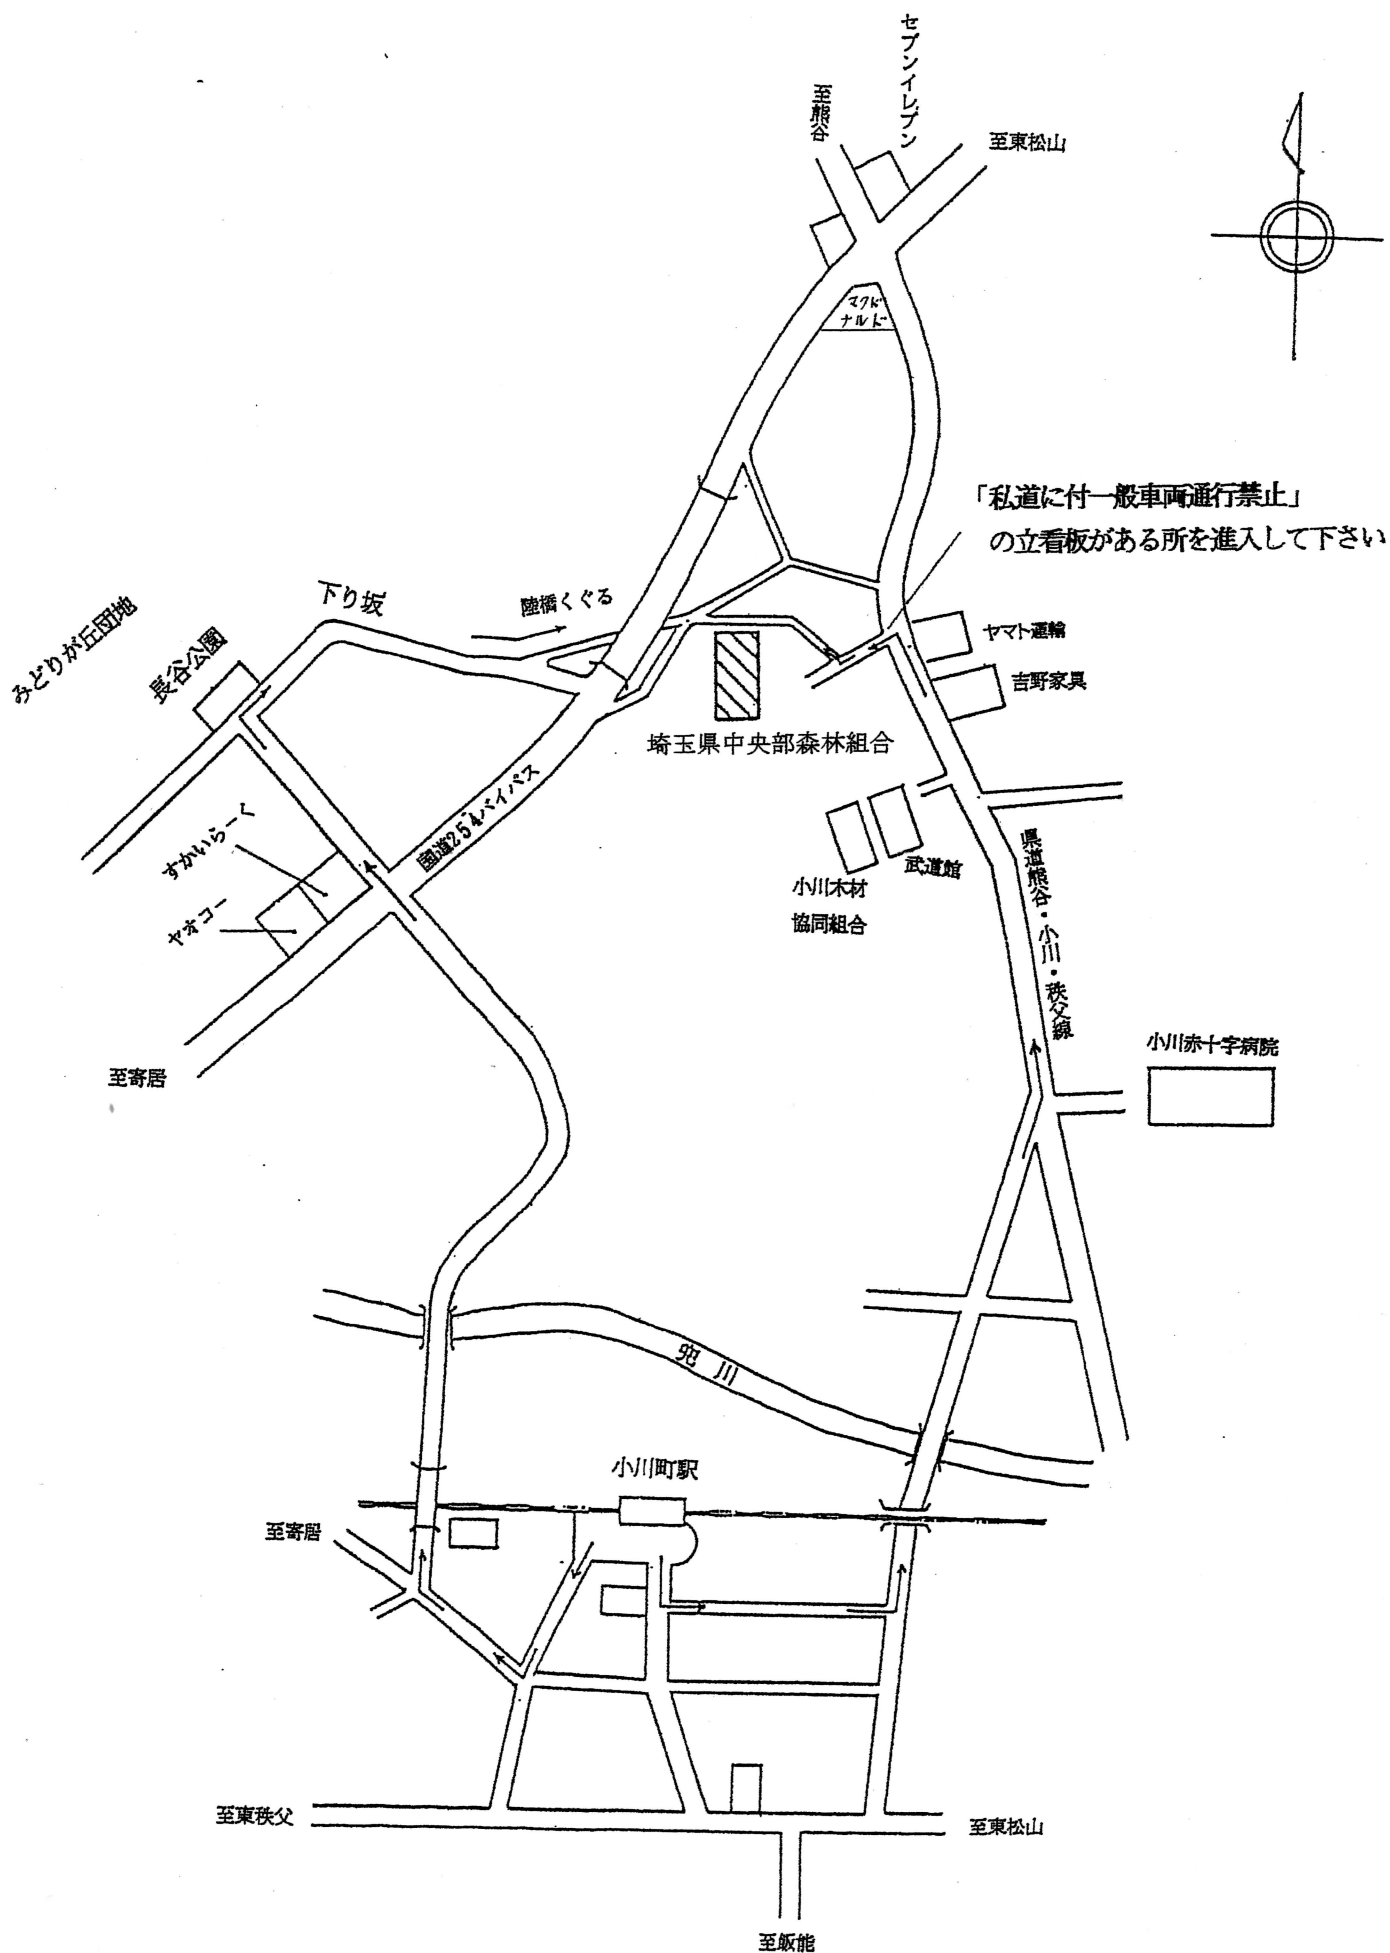 セブンイレブン
至熊谷
至東松山
マクド
ナルド
「私道に付一般車両通行禁止」
の立看板がある所を進入して下さい
下り坂
陸橋くぐる
みどりが丘団地
長谷公園
ヤマト運輸
吉野家具
埼玉県中央部森林組合
国道254バイパス
すかいらーく
ヤオコー
武道館
小川木材
協同組合
県道熊谷・小川・秩父線
小川赤十字病院
至寄居
兜川
小川町駅
至寄居
至東秩父
至東松山
至飯能